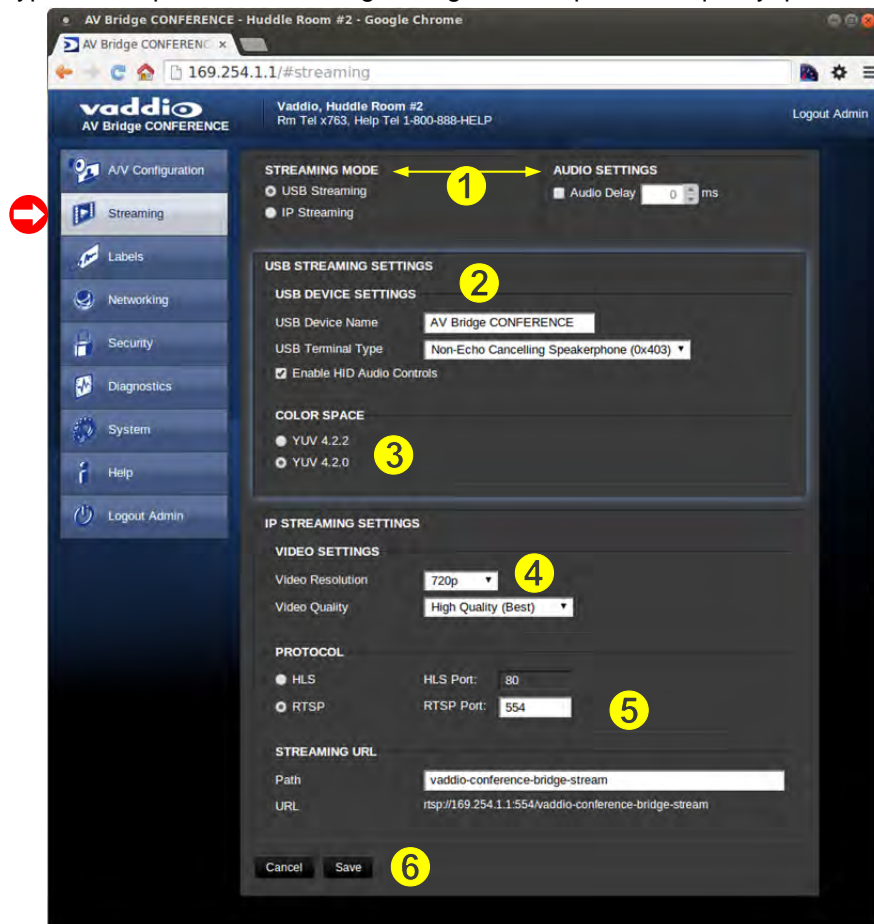 AV Bridge CONFERENCE - Huddle Room #2 - Google Chrome
AV Bridge CONFERENC ×
169.254.1.1/#streaming
vaddio
AV Bridge CONFERENCE
Vaddio, Huddle Room #2
Rm Tel x763, Help Tel 1-800-888-HELP
Logout Admin
A/V Configuration
Streaming
Labels
Networking
Security
Diagnostics
System
Help
Logout Admin
STREAMING MODE
1
AUDIO SETTINGS
USB Streaming
Audio Delay 0 ms
IP Streaming
USB STREAMING SETTINGS
2
USB DEVICE SETTINGS
USB Device Name AV Bridge CONFERENCE
USB Terminal Type Non-Echo Cancelling Speakerphone (0x403)
Enable HID Audio Controls
COLOR SPACE
YUV 4.2.2
YUV 4.2.0
3
IP STREAMING SETTINGS
VIDEO SETTINGS
Video Resolution 720p
4
Video Quality High Quality (Best)
PROTOCOL
HLS HLS Port: 80
RTSP RTSP Port: 554
5
STREAMING URL
Path vaddio-conference-bridge-stream
URL rtsp://169.254.1.1:554/vaddio-conference-bridge-stream
Cancel Save
6